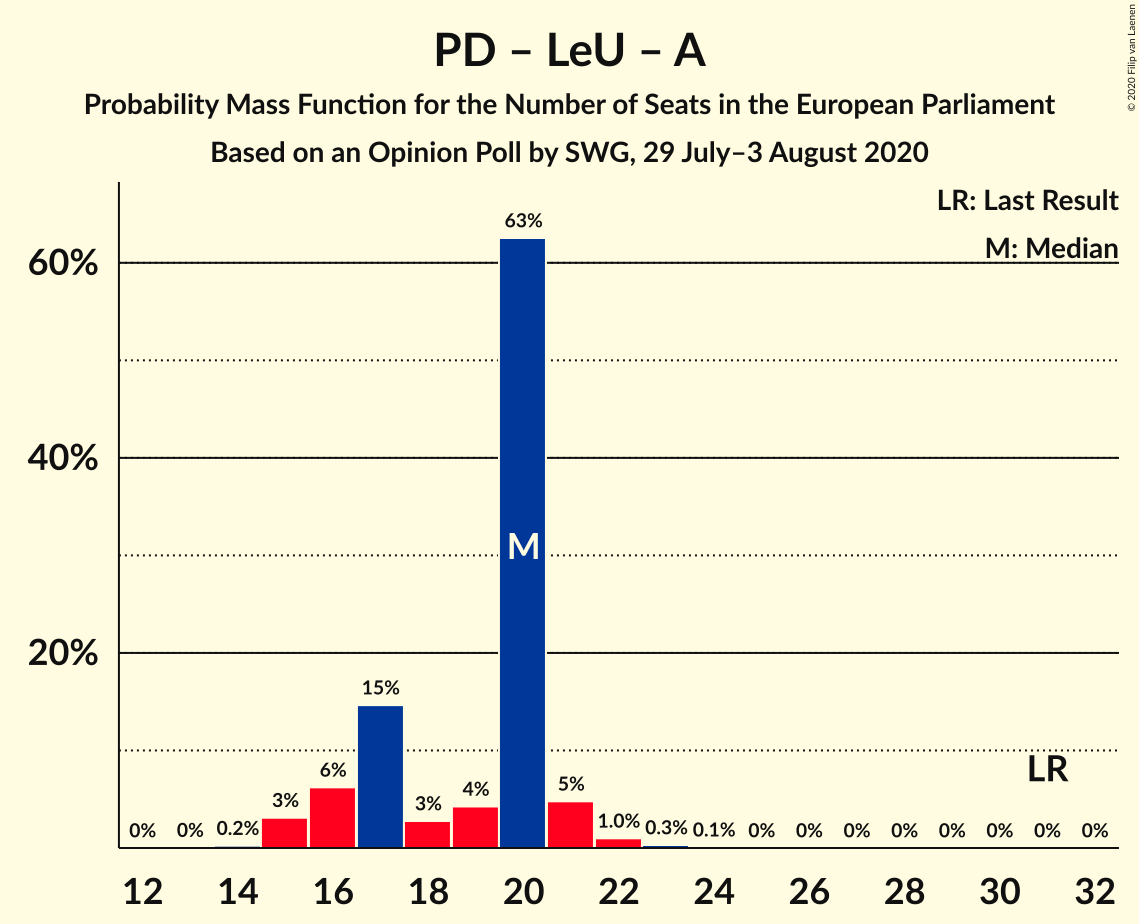 PD – LeU – A
Probability Mass Function for the Number of Seats in the European Parliament
Based on an Opinion Poll by SWG, 29 July–3 August 2020
© 2020 Filip van Laenen
LR: Last Result
M: Median
60%
40%
20%
63%
M
15%
6%
3%
3%
4%
5%
LR
0% 0% 0.2% 1.0% 0.3% 0.1% 0% 0% 0% 0% 0% 0% 0% 0%
12 14 16 18 20 22 24 26 28 30 32